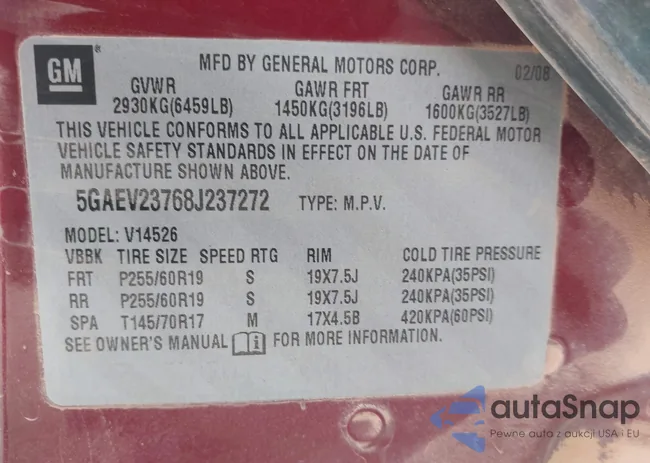 GM
MFD BY GENERAL MOTORS CORP. 02/08
GVWR GAWR FRT GAWR RR
2930KG(6459LB) 1450KG(3196LB) 1600KG(3527LB)
THIS VEHICLE CONFORMS TO ALL APPLICABLE U.S. FEDERAL MOTOR
VEHICLE SAFETY STANDARDS IN EFFECT ON THE DATE OF
MANUFACTURE SHOWN ABOVE.
5GAEV23768J237272 TYPE: M.P.V.
MODEL: V14526
VBBK TIRE SIZE SPEED RTG RIM COLD TIRE PRESSURE
FRT P255/60R19 S 19X7.5J 240KPA(35PSI)
RR P255/60R19 S 19X7.5J 240KPA(35PSI)
SPA T145/70R17 M 17X4.5B 420KPA(60PSI)
SEE OWNER'S MANUAL i FOR MORE INFORMATION.
autaSnap
Pewne auta z aukcji USA i EU